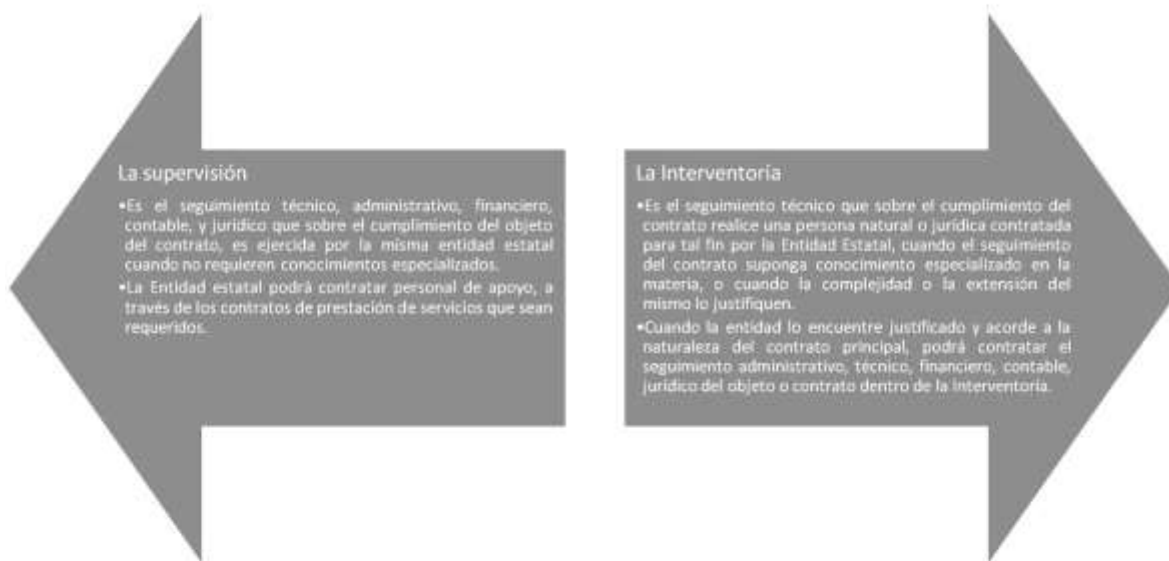 La supervisión
•Es el seguimiento técnico, administrativo, financiero,
contable, y jurídico que sobre el cumplimiento del objeto
del contrato, es ejercida por la misma entidad estatal
cuando no requieren conocimientos especializados.
•La Entidad estatal podrá contratar personal de apoyo, a
través de los contratos de prestación de servicios que sean
requeridos.
La Interventoría
•Es el seguimiento técnico que sobre el cumplimiento del
contrato realice una persona natural o jurídica contratada
para tal fin por la Entidad Estatal, cuando el seguimiento
del contrato suponga conocimiento especializado en la
materia, o cuando la complejidad o la extensión del
mismo lo justifiquen.
•Cuando la entidad lo encuentre justificado y acorde a la
naturaleza del contrato principal, podrá contratar el
seguimiento administrativo, técnico, financiero, contable,
jurídico del objeto o contrato dentro de la Interventoría.